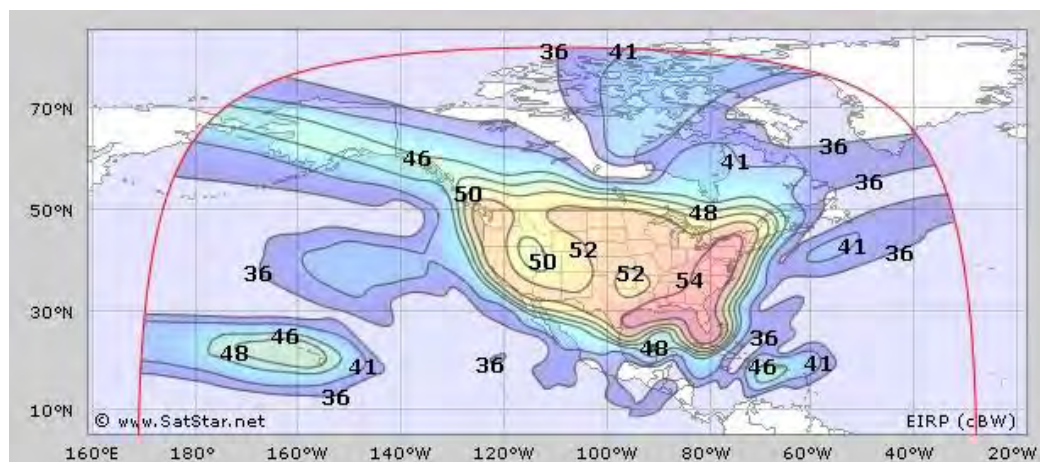 36 41
70°N
36
46 41
36
50 48
50°N
52 41
50 36
36 52 54
30°N
46 48 36
48 36 46 41
41
36
10°N
© www.SatStar.net EIRP (dBW)
160°E 180°W 160°W 140°W 120°W 100°W 80°W 60°W 40°W 20°W